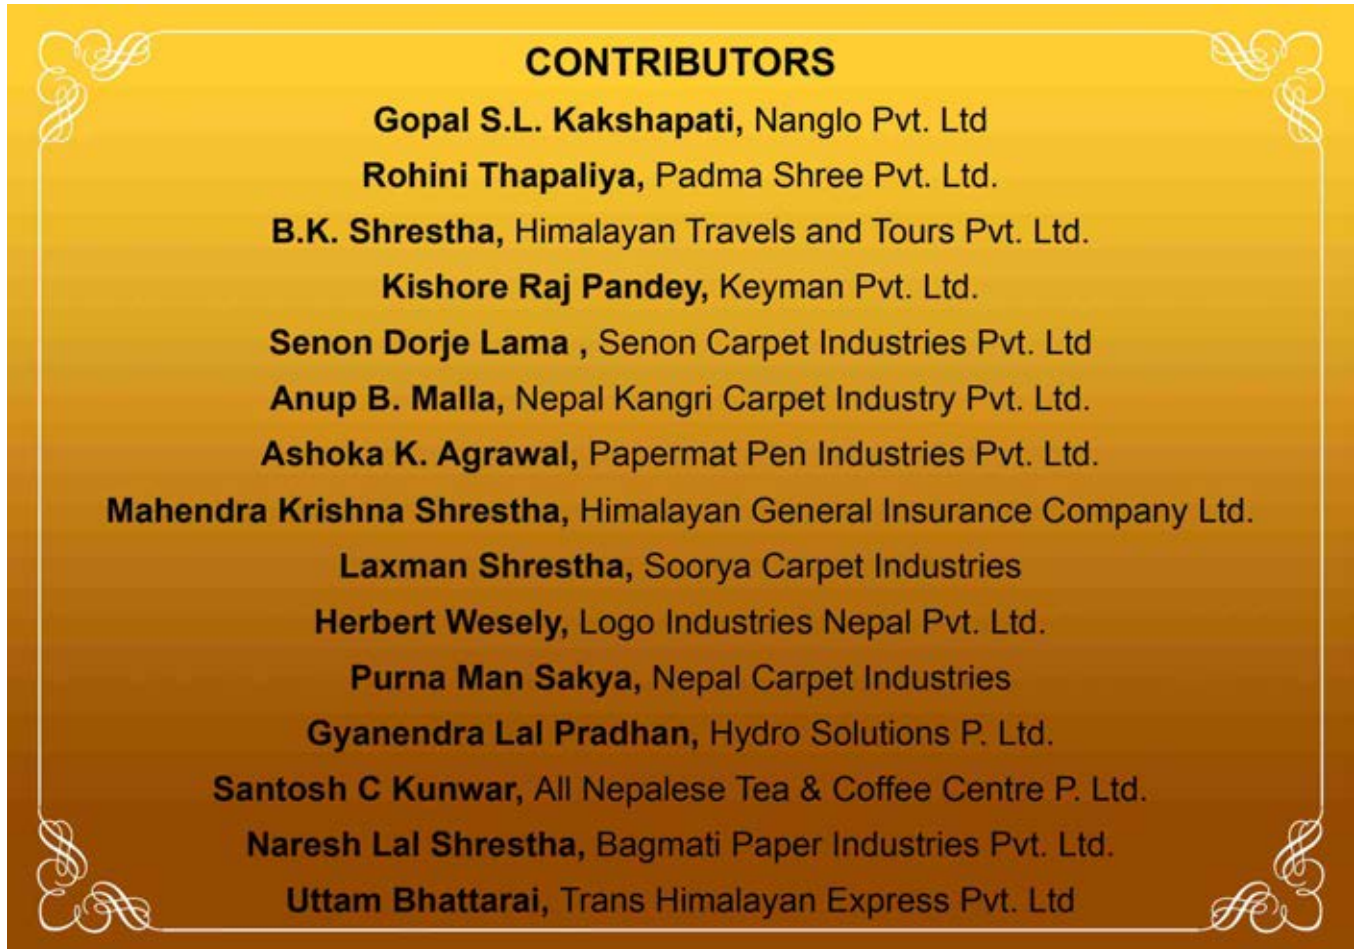 CONTRIBUTORS
Gopal S.L. Kakshapati, Nanglo Pvt. Ltd
Rohini Thapaliya, Padma Shree Pvt. Ltd.
B.K. Shrestha, Himalayan Travels and Tours Pvt. Ltd.
Kishore Raj Pandey, Keyman Pvt. Ltd.
Senon Dorje Lama , Senon Carpet Industries Pvt. Ltd
Anup B. Malla, Nepal Kangri Carpet Industry Pvt. Ltd.
Ashoka K. Agrawal, Papermat Pen Industries Pvt. Ltd.
Mahendra Krishna Shrestha, Himalayan General Insurance Company Ltd.
Laxman Shrestha, Soorya Carpet Industries
Herbert Wesely, Logo Industries Nepal Pvt. Ltd.
Purna Man Sakya, Nepal Carpet Industries
Gyanendra Lal Pradhan, Hydro Solutions P. Ltd.
Santosh C Kunwar, All Nepalese Tea & Coffee Centre P. Ltd.
Naresh Lal Shrestha, Bagmati Paper Industries Pvt. Ltd.
Uttam Bhattarai, Trans Himalayan Express Pvt. Ltd